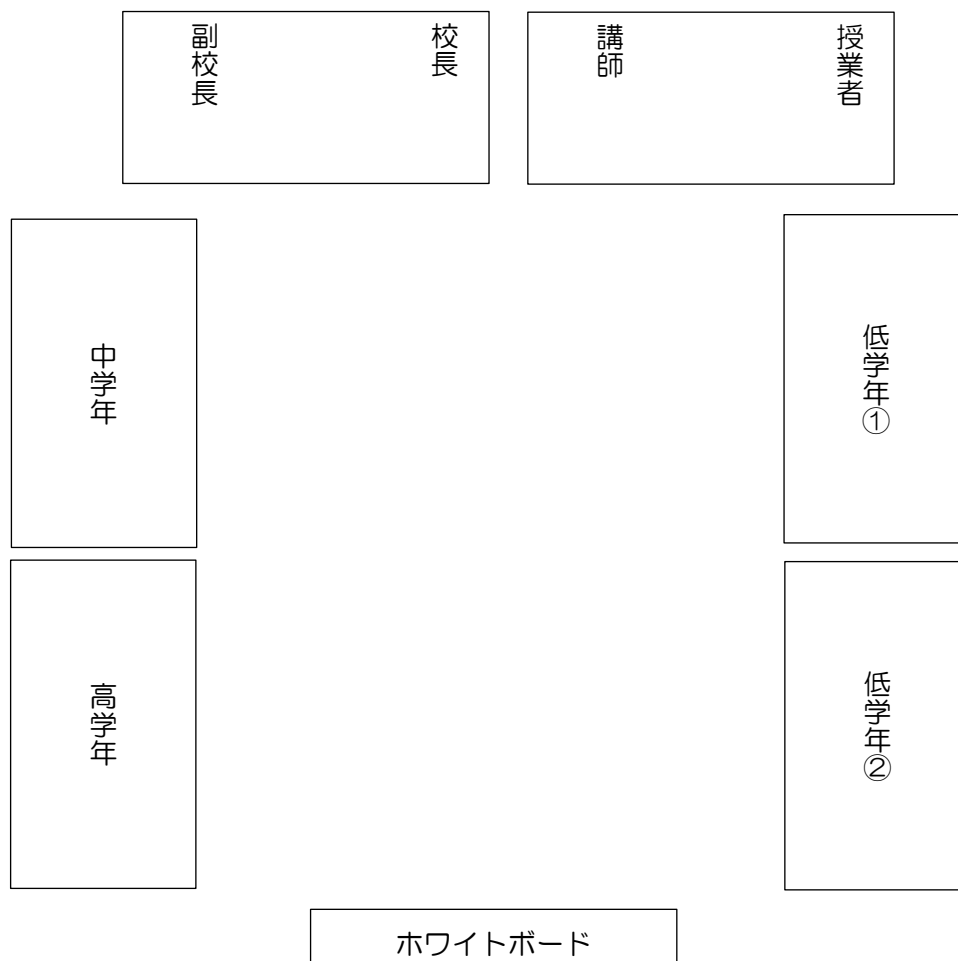 副校長
校長
講師
授業者
中学年
低学年①
高学年
低学年②
ホワイトボード